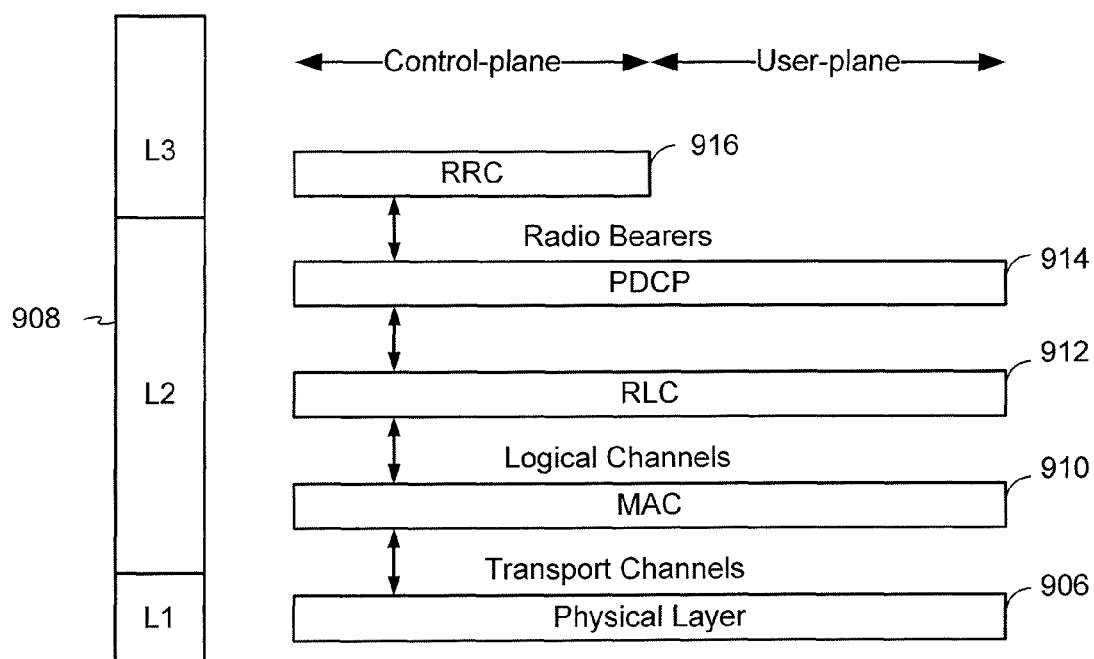 Control-plane
User-plane
L3
RRC
916
Radio Bearers
914
PDCP
908
912
RLC
L2
Logical Channels
910
MAC
Transport Channels
906
Physical Layer
L1